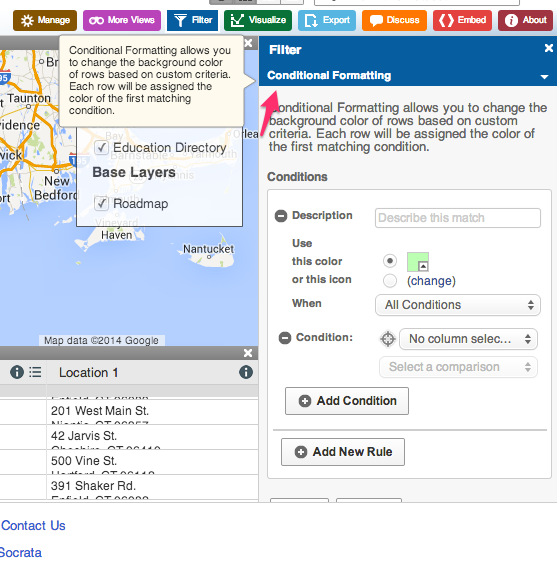 Manage
More Views
Filter
Visualize
Export
Discuss
Embed
About
Conditional Formatting allows you
to change the background color
of rows based on custom criteria.
Each row will be assigned the
color of the first matching
condition.
Filter
Conditional Formatting
Conditional Formatting allows you to change the
background color of rows based on custom
criteria. Each row will be assigned the color of
the first matching condition.
Conditions
Description
Describe this match
Use
this color
or this icon
(change)
When
All Conditions
Condition:
No column selec...
Select a comparison
Add Condition
Add New Rule
95
Taunton
New
Bedford
Education Directory
Base Layers
Roadmap
Vineyard
Haven
Nantucket
Map data ©2014 Google
Location 1
201 West Main St.
42 Jarvis St.
500 Vine St.
391 Shaker Rd.
Contact Us
Socrata